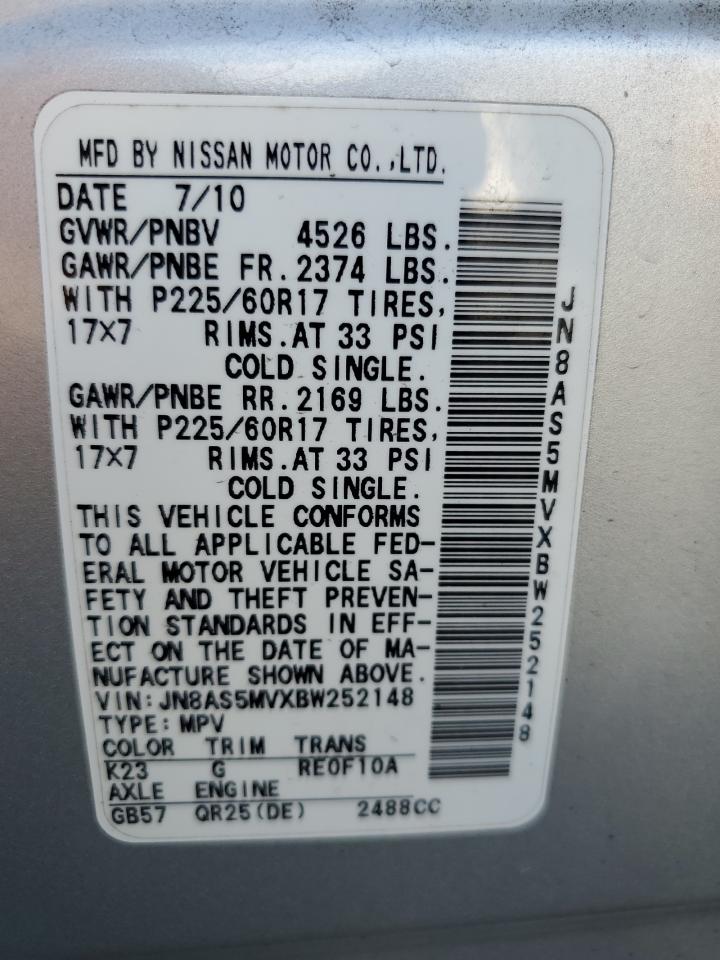 MFD BY NISSAN MOTOR CO.,LTD.
DATE 7/10
GVWR/PNBV 4526 LBS.
GAWR/PNBE FR.2374 LBS.
WITH P225/60R17 TIRES,
17X7 RIMS.AT 33 PSI
COLD SINGLE.
GAWR/PNBE RR.2169 LBS.
WITH P225/60R17 TIRES,
17X7 RIMS.AT 33 PSI
COLD SINGLE.
THIS VEHICLE CONFORMS
TO ALL APPLICABLE FED-
ERAL MOTOR VEHICLE SA-
FETY AND THEFT PREVEN-
TION STANDARDS IN EFF-
ECT ON THE DATE OF MA-
NUFACTURE SHOWN ABOVE.
VIN:JN8AS5MVXBW252148
TYPE:MPV
COLOR TRIM TRANS
K23 G RE0F10A
AXLE ENGINE
GB57 QR25(DE) 2488CC
JN8AS5MVXBW252148